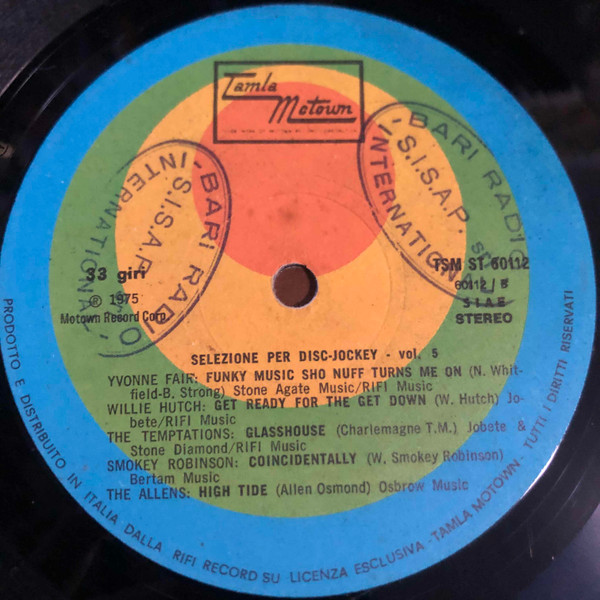 Tamla
Motown
- BARI RADIO
S.I.S.A.P.
INTERNATIONAL
- BARI RADIO
- S.I.S.A.P.
INTERNATIONAL
33 giri
℗ 1975
Motown Record Corp.
TSM ST 60112
60112 / B
S I A E
STEREO
SELEZIONE PER DISC-JOCKEY - vol. 5
YVONNE FAIR: FUNKY MUSIC SHO NUFF TURNS ME ON (N. Whit-
field-B. Strong) Stone Agate Music/RIFI Music
WILLIE HUTCH: GET READY FOR THE GET DOWN (W. Hutch) Jo-
bete/RIFI Music
THE TEMPTATIONS: GLASSHOUSE (Charlemagne T.M.) Jobete &
Stone Diamond/RIFI Music
SMOKEY ROBINSON: COINCIDENTALLY (W. Smokey Robinson)
Bertam Music
THE ALLENS: HIGH TIDE (Allen Osmond) Osbrow Music
PRODOTTO E DISTRIBUITO IN ITALIA DALLA RIFI RECORD SU LICENZA ESCLUSIVA - TAMLA MOTOWN - TUTTI I DIRITTI RISERVATI